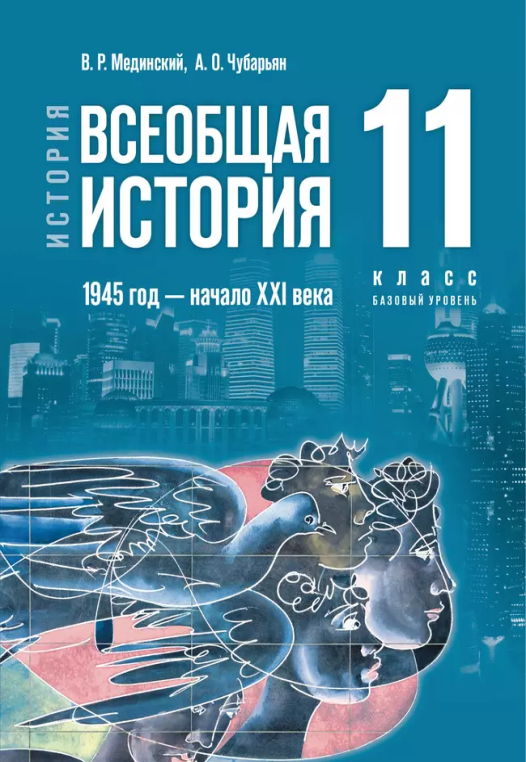 В. Р. Мединский, А. О. Чубарьян
ИСТОРИЯ
ВСЕОБЩАЯ
ИСТОРИЯ
1945 год — начало XXI века
11
класс
БАЗОВЫЙ УРОВЕНЬ